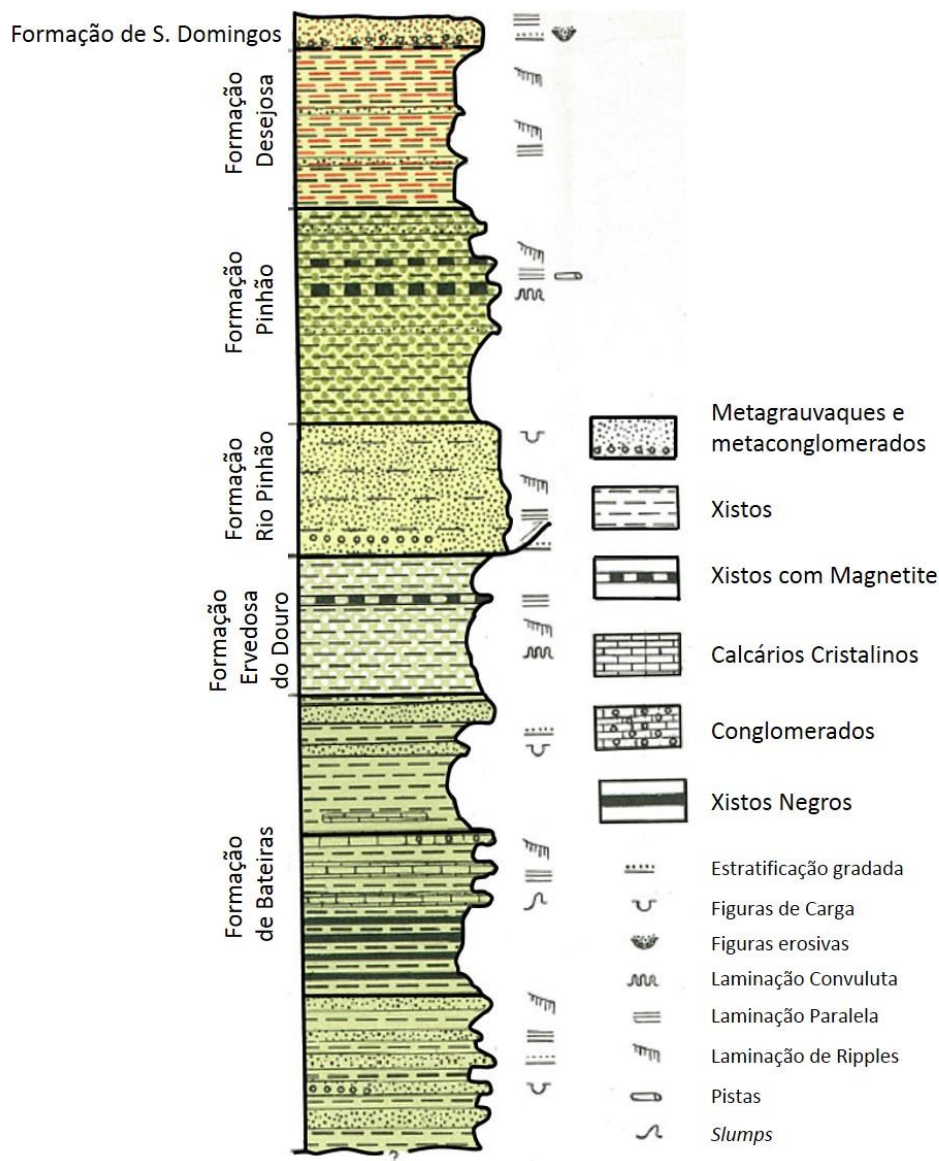 Formação de S. Domingos
Formação
Desejosa
Formação
Pinhão
Formação
Rio Pinhão
Formação
Ervedosa
do Douro
Formação
de Bateiras
?
Metagrauvaques e
metaconglomerados
Xistos
Xistos com Magnetite
Calcários Cristalinos
Conglomerados
Xistos Negros
Estratificação gradada
Figuras de Carga
Figuras erosivas
Laminação Convuluta
Laminação Paralela
Laminação de Ripples
Pistas
Slumps